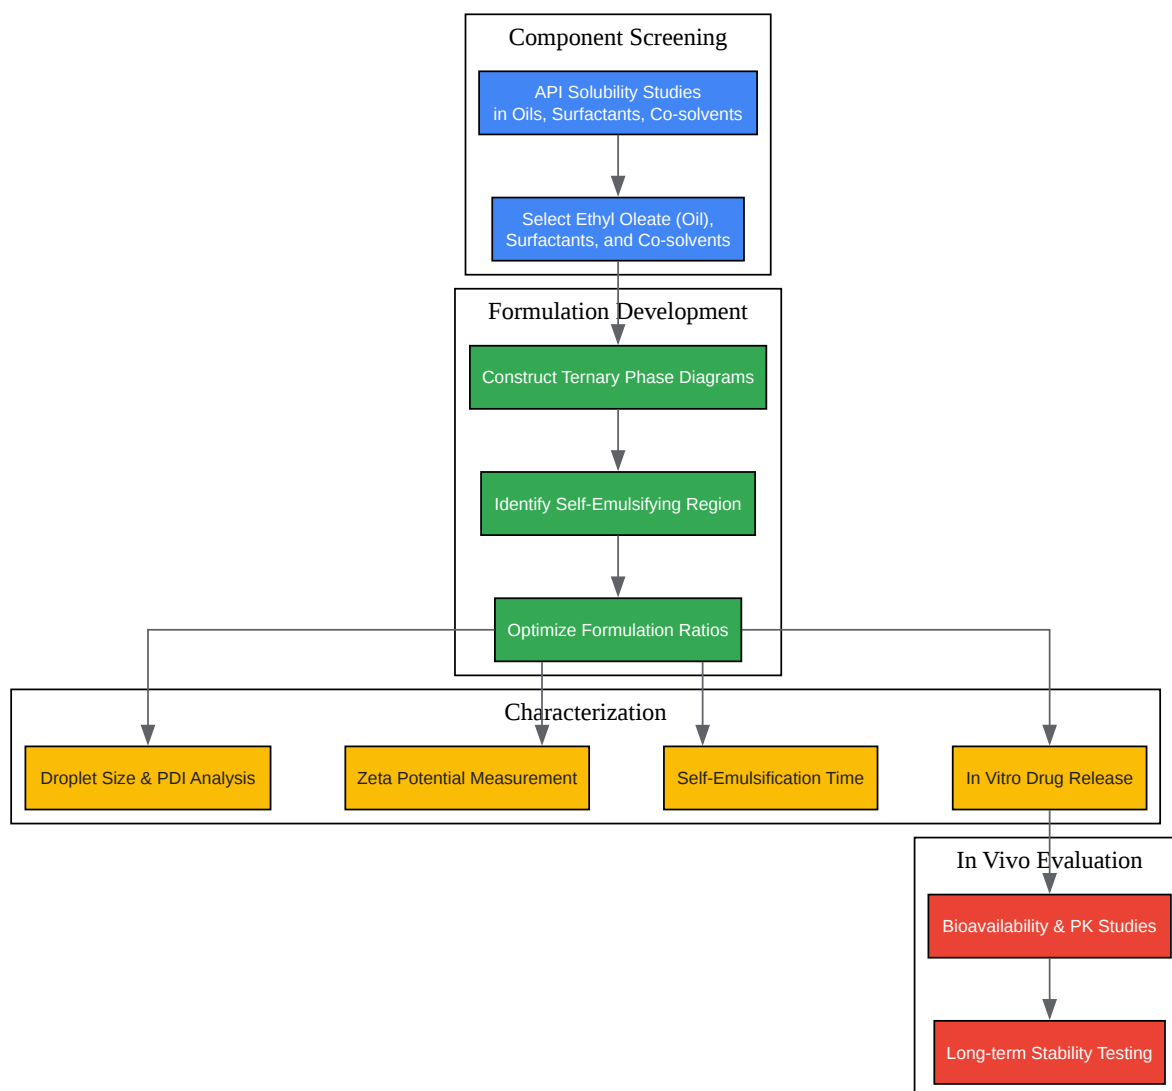 Component Screening
API Solubility Studies
in Oils, Surfactants, Co-solvents
Select Ethyl Oleate (Oil),
Surfactants, and Co-solvents
Formulation Development
Construct Ternary Phase Diagrams
Identify Self-Emulsifying Region
Optimize Formulation Ratios
Characterization
Droplet Size & PDI Analysis
Zeta Potential Measurement
Self-Emulsification Time
In Vitro Drug Release
In Vivo Evaluation
Bioavailability & PK Studies
Long-term Stability Testing